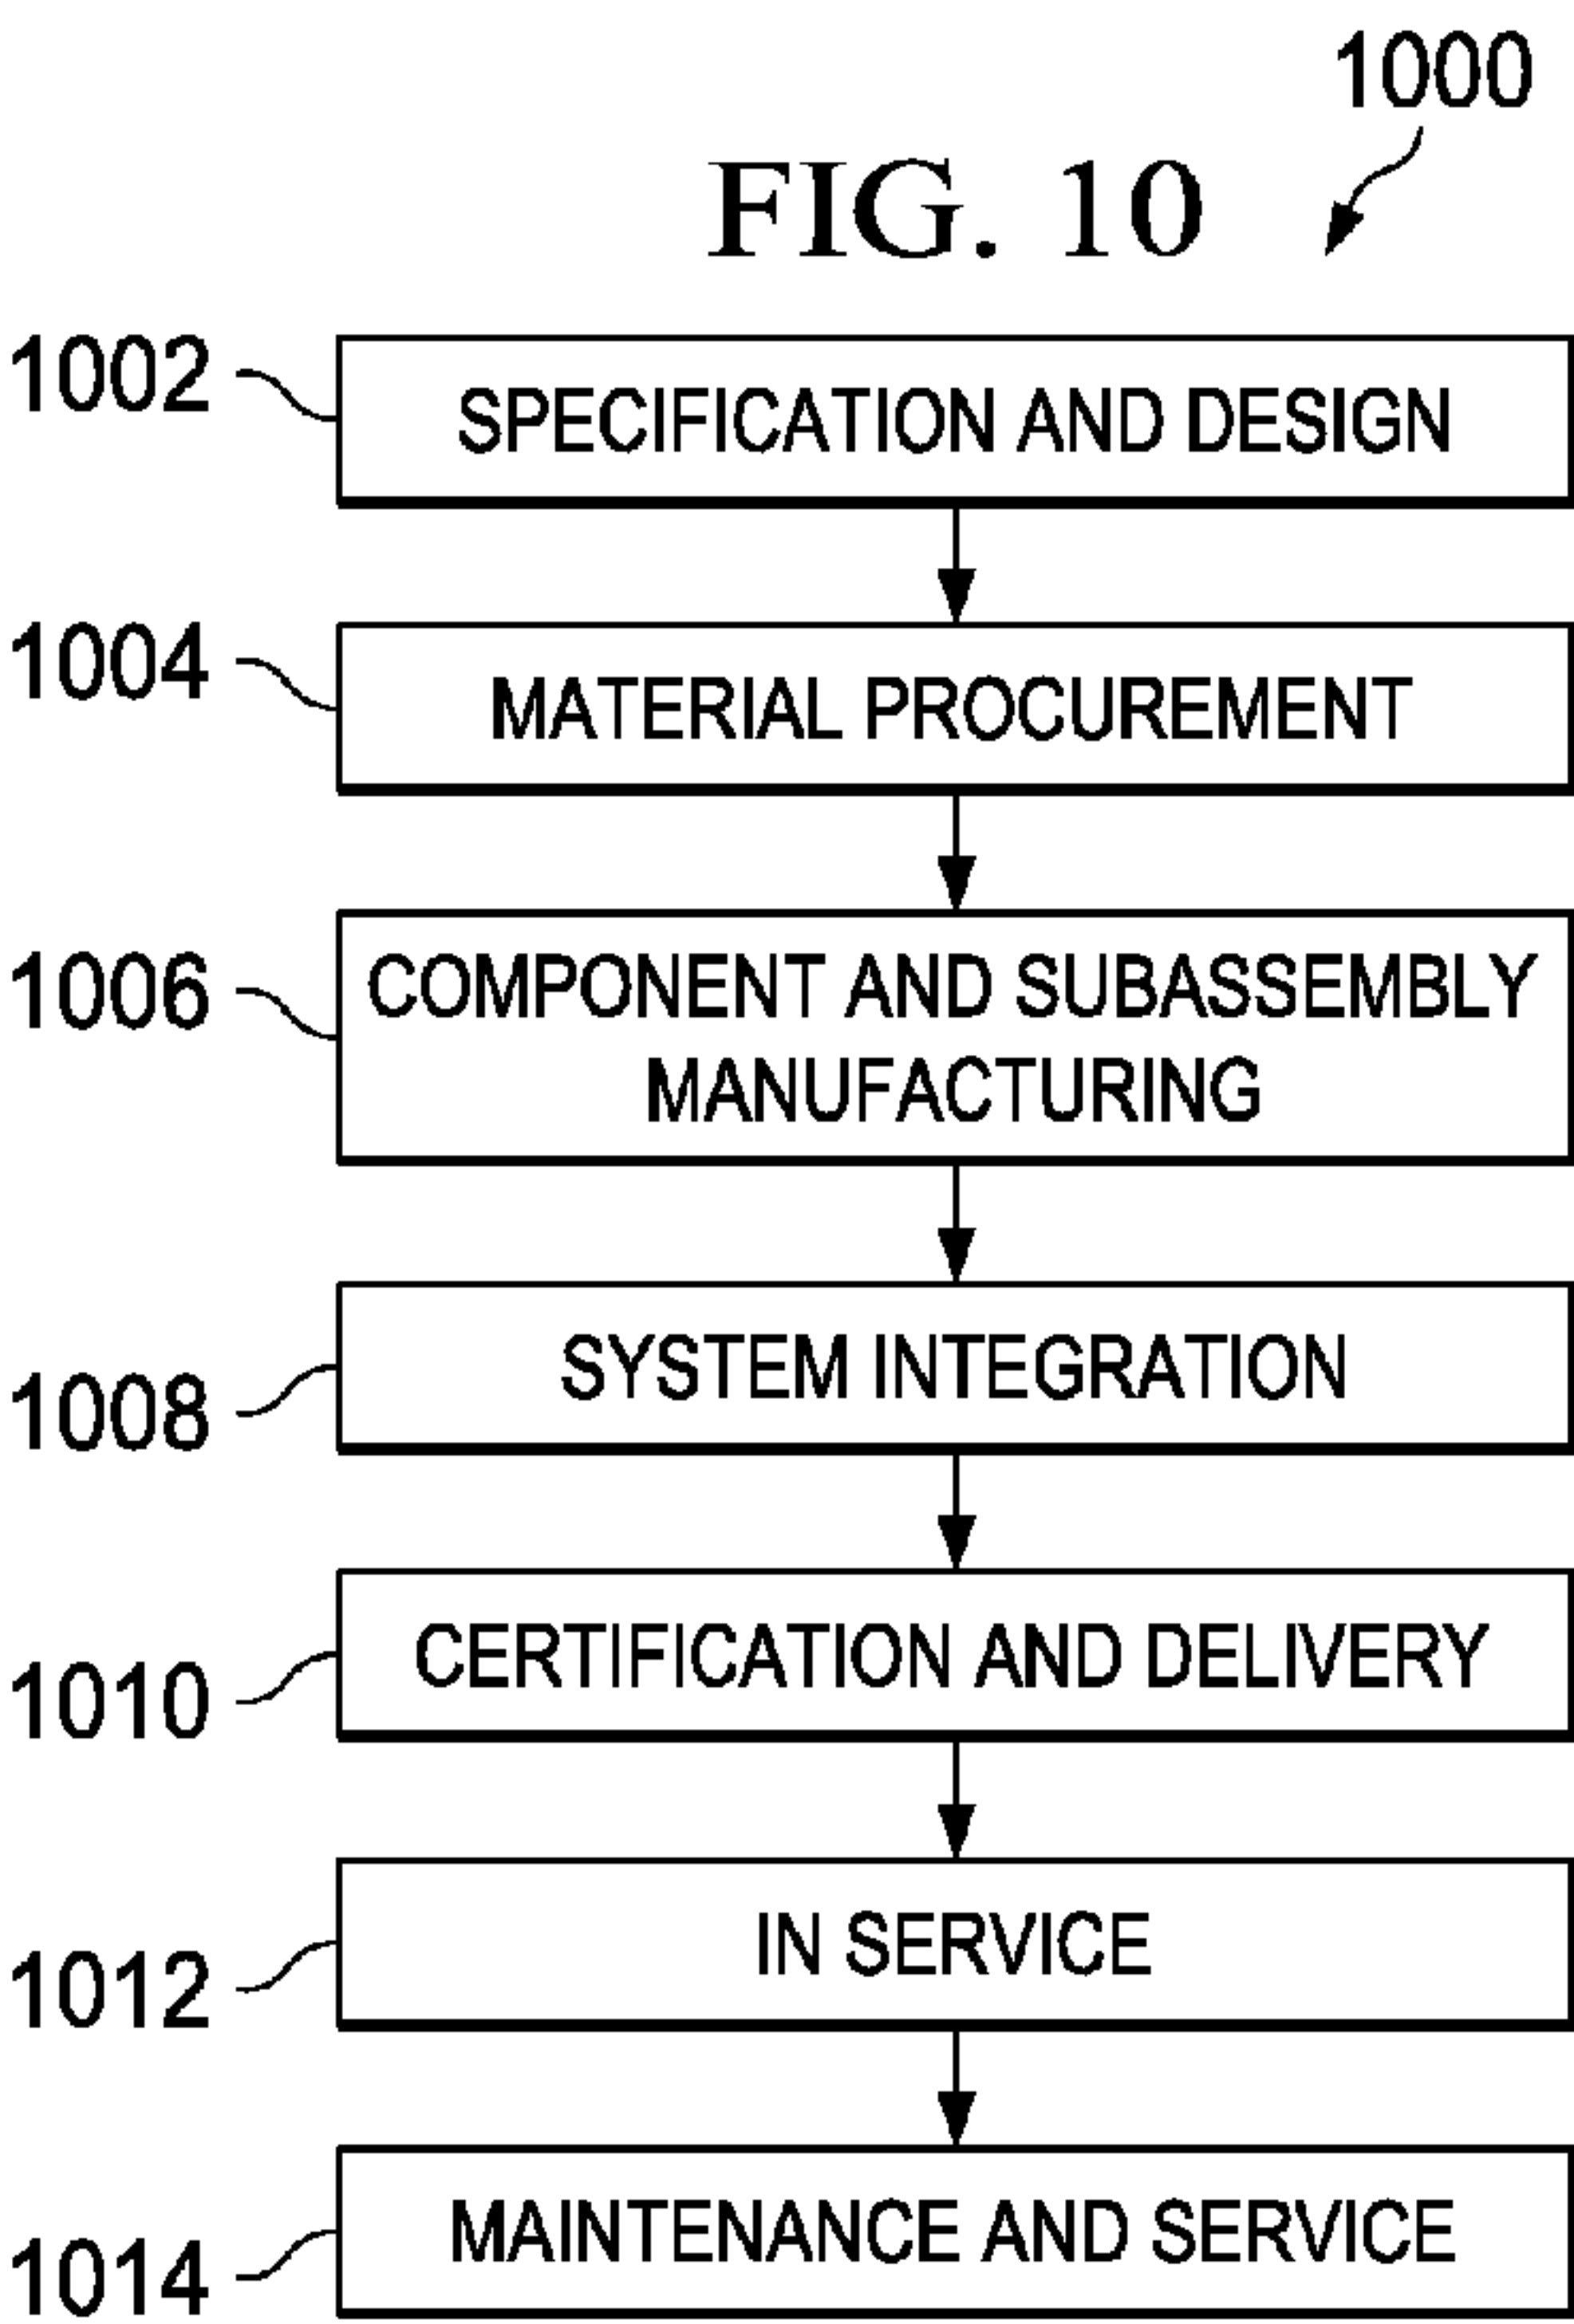 1000
FIG. 10
1002
SPECIFICATION AND DESIGN
1004
MATERIAL PROCUREMENT
1006
COMPONENT AND SUBASSEMBLY
MANUFACTURING
1008
SYSTEM INTEGRATION
1010
CERTIFICATION AND DELIVERY
1012
IN SERVICE
1014
MAINTENANCE AND SERVICE